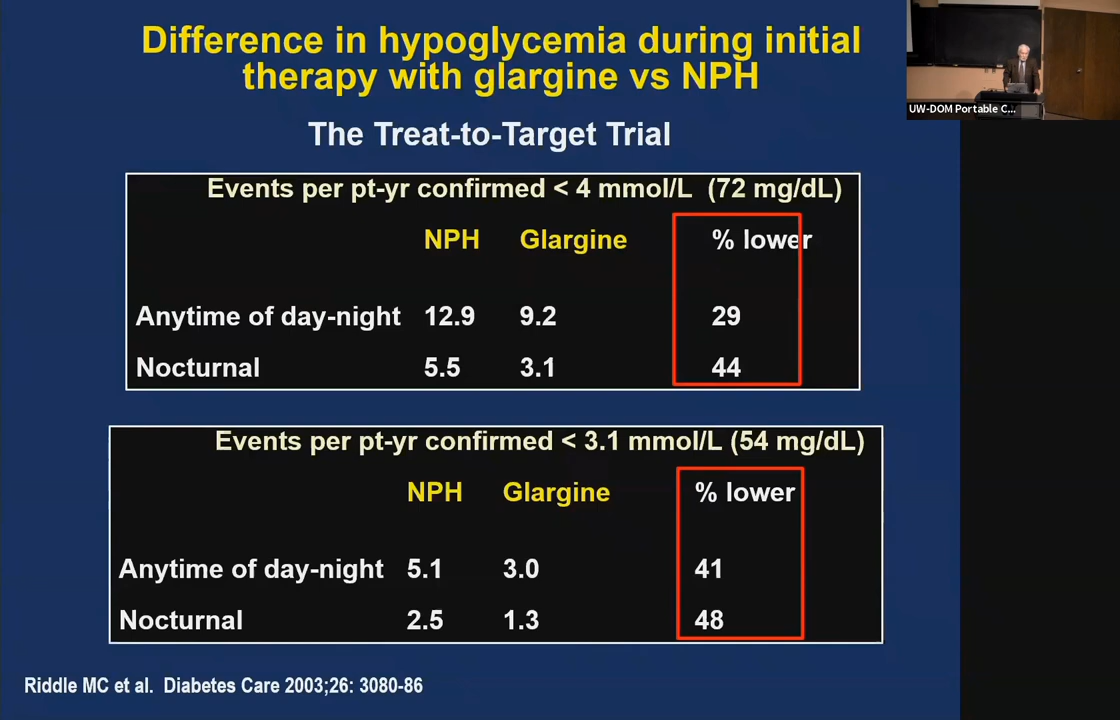 Difference in hypoglycemia during initial
therapy with glargine vs NPH
UW-DOM Portable C...
The Treat-to-Target Trial
Events per pt-yr confirmed < 4 mmol/L (72 mg/dL)
NPH Glargine % lower
Anytime of day-night 12.9 9.2 29
Nocturnal 5.5 3.1 44
Events per pt-yr confirmed < 3.1 mmol/L (54 mg/dL)
NPH Glargine % lower
Anytime of day-night 5.1 3.0 41
Nocturnal 2.5 1.3 48
Riddle MC et al. Diabetes Care 2003;26: 3080-86